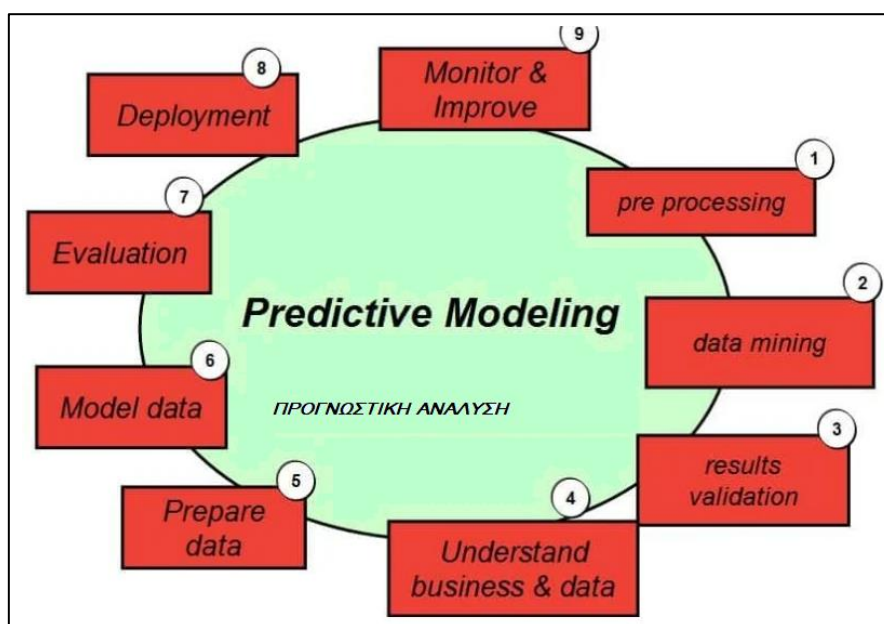 9
Monitor &
Improve
8
Deployment
1
pre processing
7
Evaluation
2
data mining
Predictive Modeling
6
Model data
ΠΡΟΓΝΩΣΤΙΚΗ ΑΝΑΛΥΣΗ
3
results
validation
5
Prepare
data
4
Understand
business & data